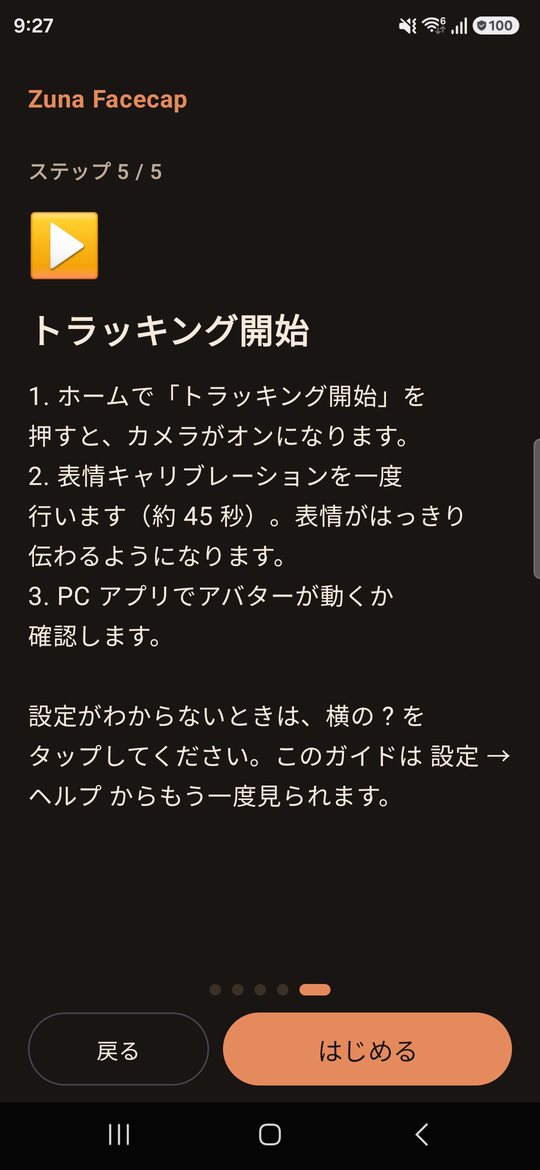 9:27
6
100
Zuna Facecap
ステップ 5 / 5
トラッキング開始
1. ホームで「トラッキング開始」を
押すと、カメラがオンになります。
2. 表情キャリブレーションを一度
行います（約 45 秒）。表情がはっきり
伝わるようになります。
3. PC アプリでアバターが動くか
確認します。
設定がわからないときは、横の ? を
タップしてください。このガイドは 設定 →
ヘルプ からもう一度見られます。
戻る
はじめる